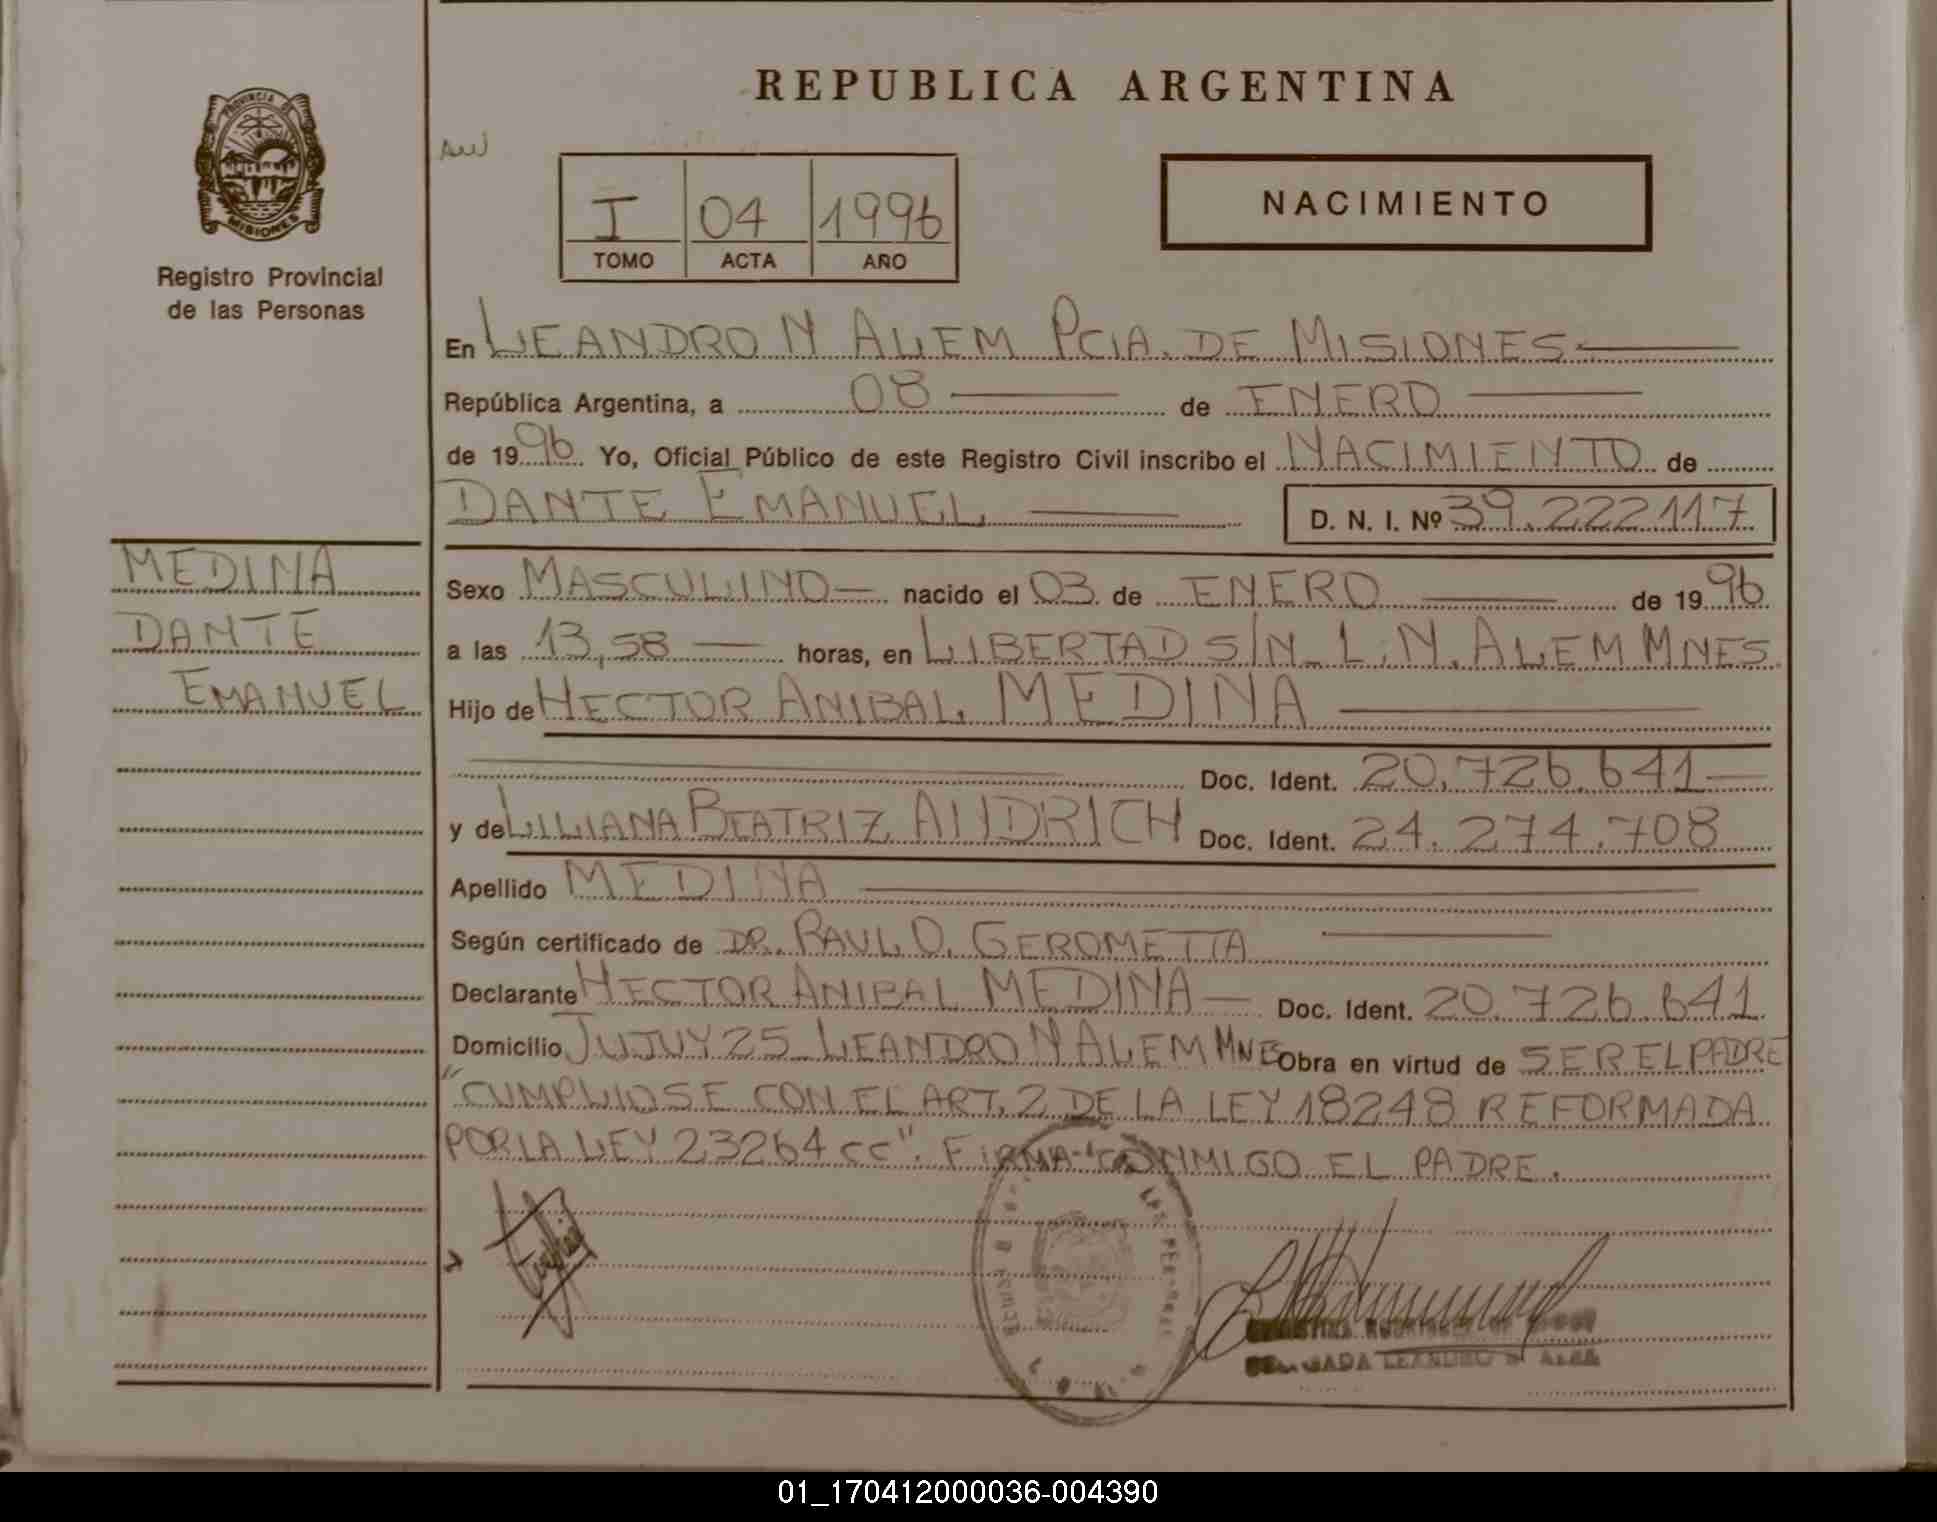 REPUBLICA ARGENTINA
PROVINCIA DE
MISIONES
Registro Provincial
de las Personas
I 04 1996
TOMO ACTA AÑO
NACIMIENTO
En LEANDRO N ALEM PCIA. DE MISIONES
República Argentina, a 08 de ENERO
de 1996 Yo, Oficial Público de este Registro Civil inscribo el NACIMIENTO de
DANTE EMANUEL D. N. I. Nº 39.222117
MEDINA
DANTE
EMANUEL
Sexo MASCULINO nacido el 03 de ENERO de 1996
a las 13,58 horas, en LIBERTAD S/N L.N. ALEM MNES.
Hijo de HECTOR ANIBAL MEDINA
Doc. Ident. 20.726.641
y de LILIANA BEATRIZ Doc. Ident. 24.274.708
Apellido MEDINA
Según certificado de DR. RAUL O. GEROMETTA
Declarante HECTOR ANIBAL MEDINA Doc. Ident. 20.726.641
Domicilio JUJUY 25 LEANDRO N ALEM MNES Obra en virtud de SER EL PADRE
"CUMPLIOSE CON EL ART. 2 DE LA LEY 18248 REFORMADA
POR LA LEY 23264 CC". FIRMA CONMIGO EL PADRE.
LEANDRO N ALEM
01_170412000036-004390